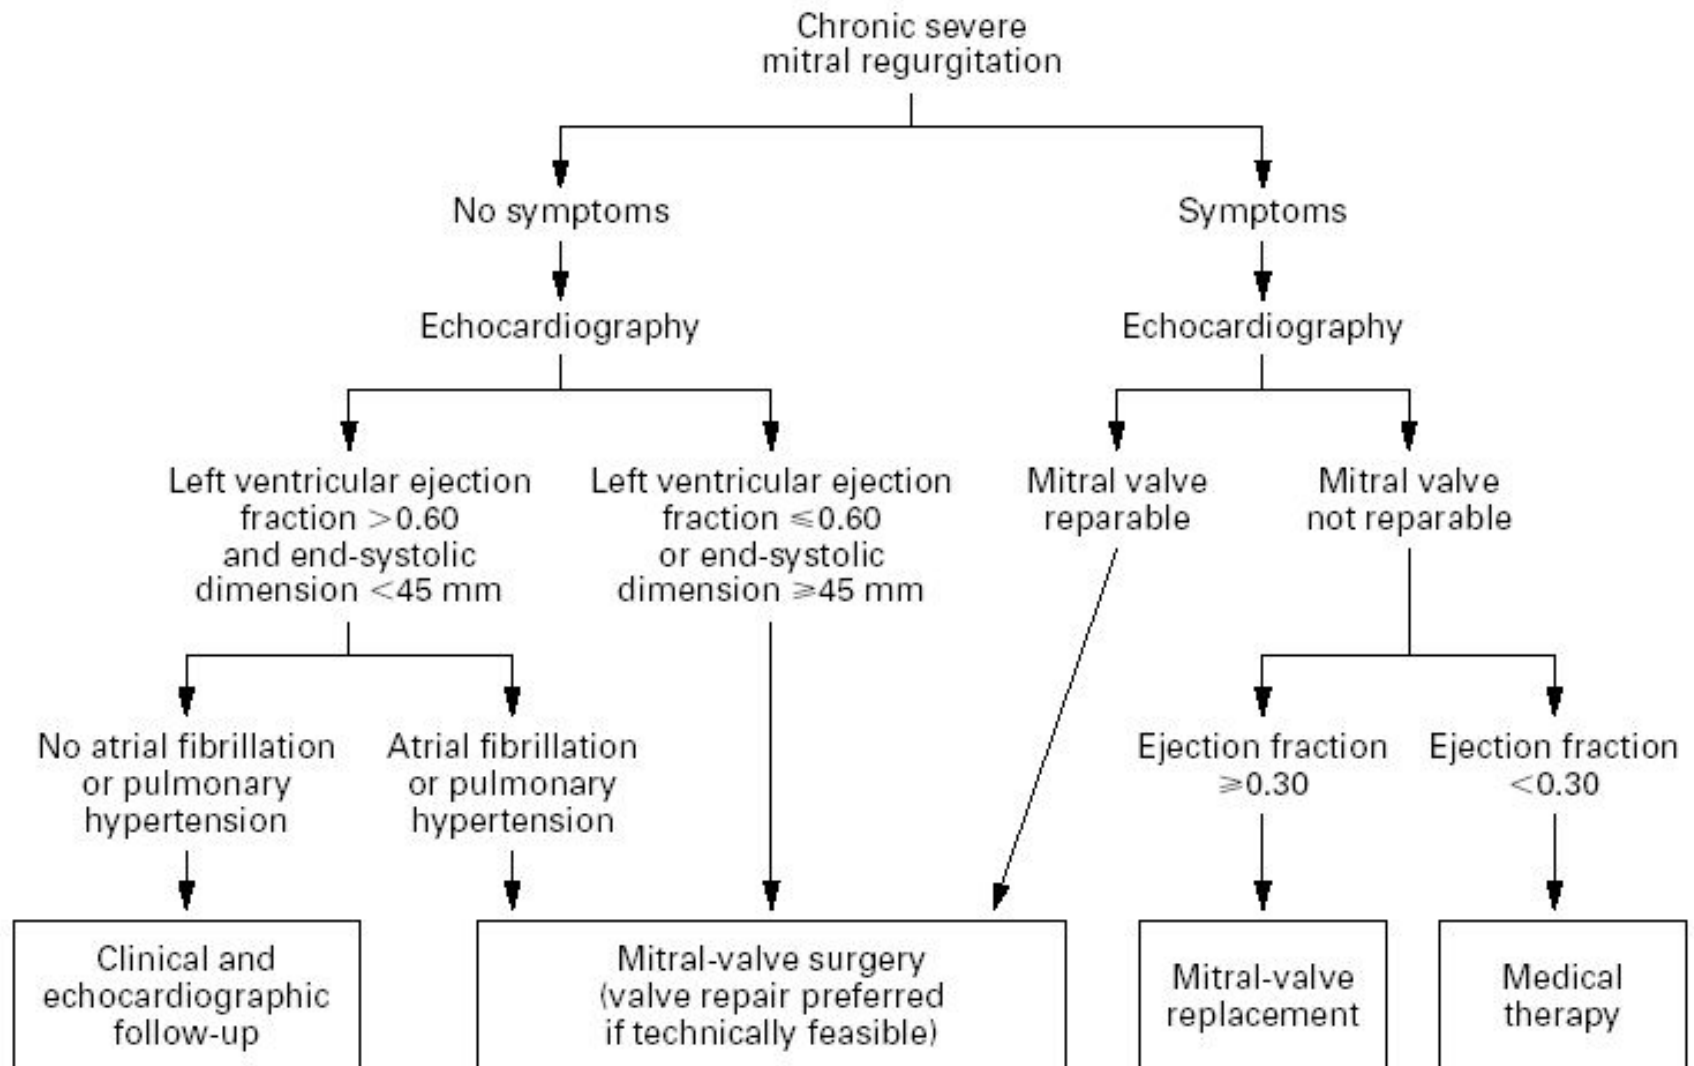 Chronic severe
mitral regurgitation
No symptoms
Symptoms
Echocardiography
Echocardiography
Left ventricular ejection
fraction >0.60
and end-systolic
dimension <45 mm
Left ventricular ejection
fraction ⩽0.60
or end-systolic
dimension ⩾45 mm
Mitral valve
reparable
Mitral valve
not reparable
No atrial fibrillation
or pulmonary
hypertension
Atrial fibrillation
or pulmonary
hypertension
Ejection fraction
⩾0.30
Ejection fraction
<0.30
Clinical and
echocardiographic
follow-up
Mitral-valve surgery
(valve repair preferred
if technically feasible)
Mitral-valve
replacement
Medical
therapy